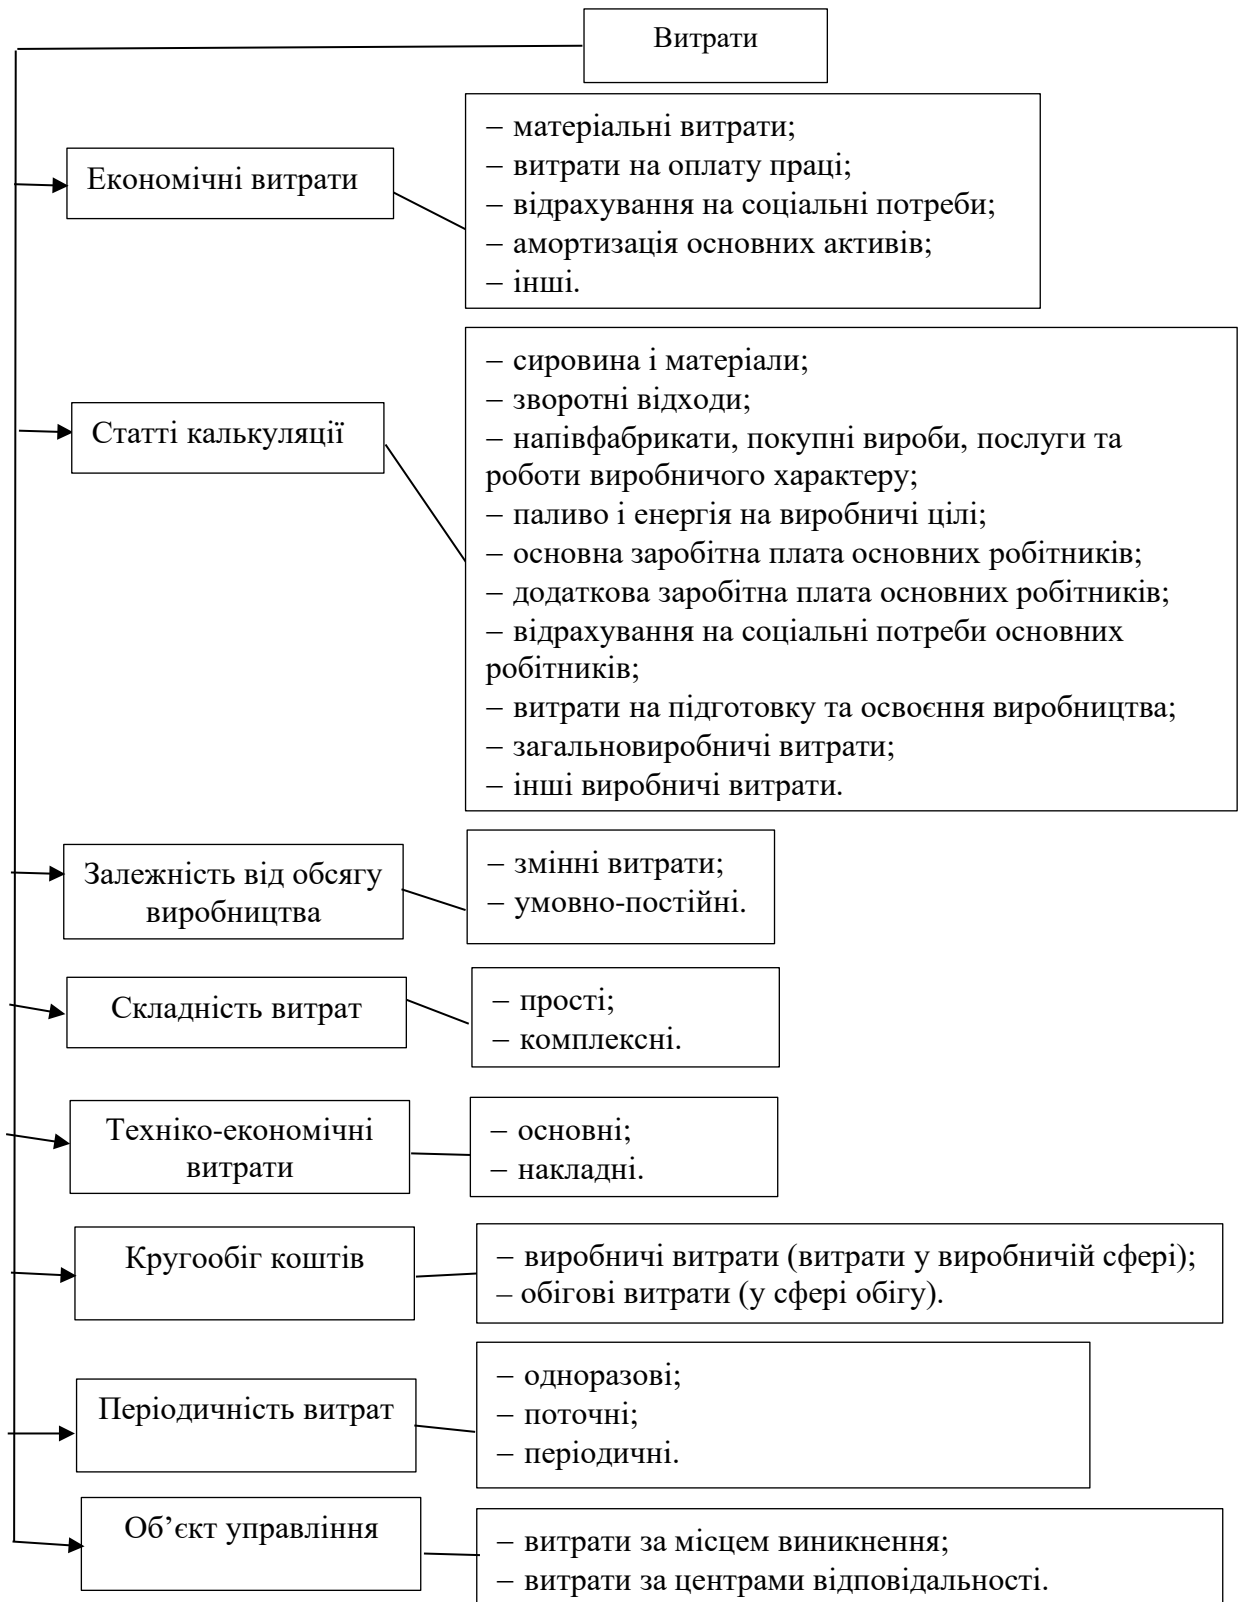 Витрати
Економічні витрати
– матеріальні витрати;
– витрати на оплату праці;
– відрахування на соціальні потреби;
– амортизація основних активів;
– інші.
Статті калькуляції
– сировина і матеріали;
– зворотні відходи;
– напівфабрикати, покупні вироби, послуги та
роботи виробничого характеру;
– паливо і енергія на виробничі цілі;
– основна заробітна плата основних робітників;
– додаткова заробітна плата основних робітників;
– відрахування на соціальні потреби основних
робітників;
– витрати на підготовку та освоєння виробництва;
– загальновиробничі витрати;
– інші виробничі витрати.
Залежність від обсягу
виробництва
– змінні витрати;
– умовно-постійні.
Складність витрат
– прості;
– комплексні.
Техніко-економічні
витрати
– основні;
– накладні.
Кругообіг коштів
– виробничі витрати (витрати у виробничій сфері);
– обігові витрати (у сфері обігу).
Періодичність витрат
– одноразові;
– поточні;
– періодичні.
Об’єкт управління
– витрати за місцем виникнення;
– витрати за центрами відповідальності.